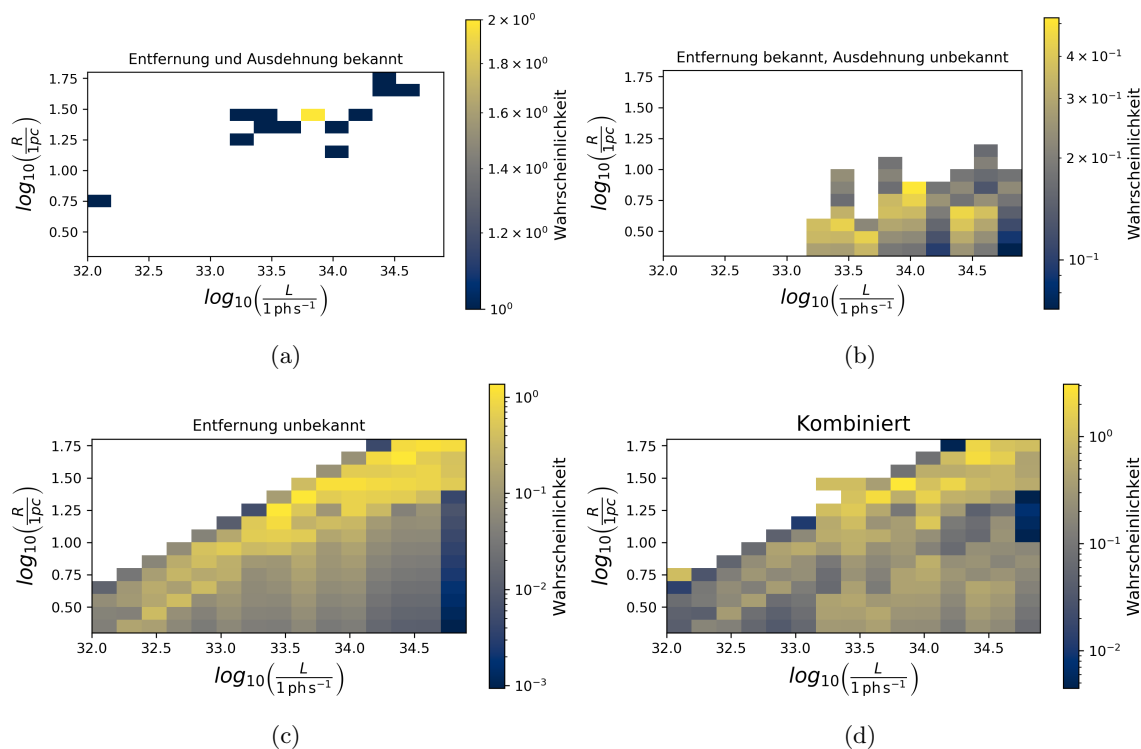 Entfernung und Ausdehnung bekannt
1.75
1.50
1.25
1.00
0.75
0.50
32.0 32.5 33.0 33.5 34.0 34.5
log10(R/1pc)
log10(L/1 ph s⁻¹)
2 × 10⁰
1.8 × 10⁰
1.6 × 10⁰
1.4 × 10⁰
1.2 × 10⁰
10⁰
Wahrscheinlichkeit
(a)
Entfernung bekannt, Ausdehnung unbekannt
1.75
1.50
1.25
1.00
0.75
0.50
32.0 32.5 33.0 33.5 34.0 34.5
log10(R/1pc)
log10(L/1 ph s⁻¹)
4 × 10⁻¹
3 × 10⁻¹
2 × 10⁻¹
10⁻¹
Wahrscheinlichkeit
(b)
Entfernung unbekannt
1.75
1.50
1.25
1.00
0.75
0.50
32.0 32.5 33.0 33.5 34.0 34.5
log10(R/1pc)
log10(L/1 ph s⁻¹)
10⁰
10⁻¹
10⁻²
10⁻³
Wahrscheinlichkeit
(c)
Kombiniert
1.75
1.50
1.25
1.00
0.75
0.50
32.0 32.5 33.0 33.5 34.0 34.5
log10(R/1pc)
log10(L/1 ph s⁻¹)
10⁰
10⁻¹
10⁻²
Wahrscheinlichkeit
(d)